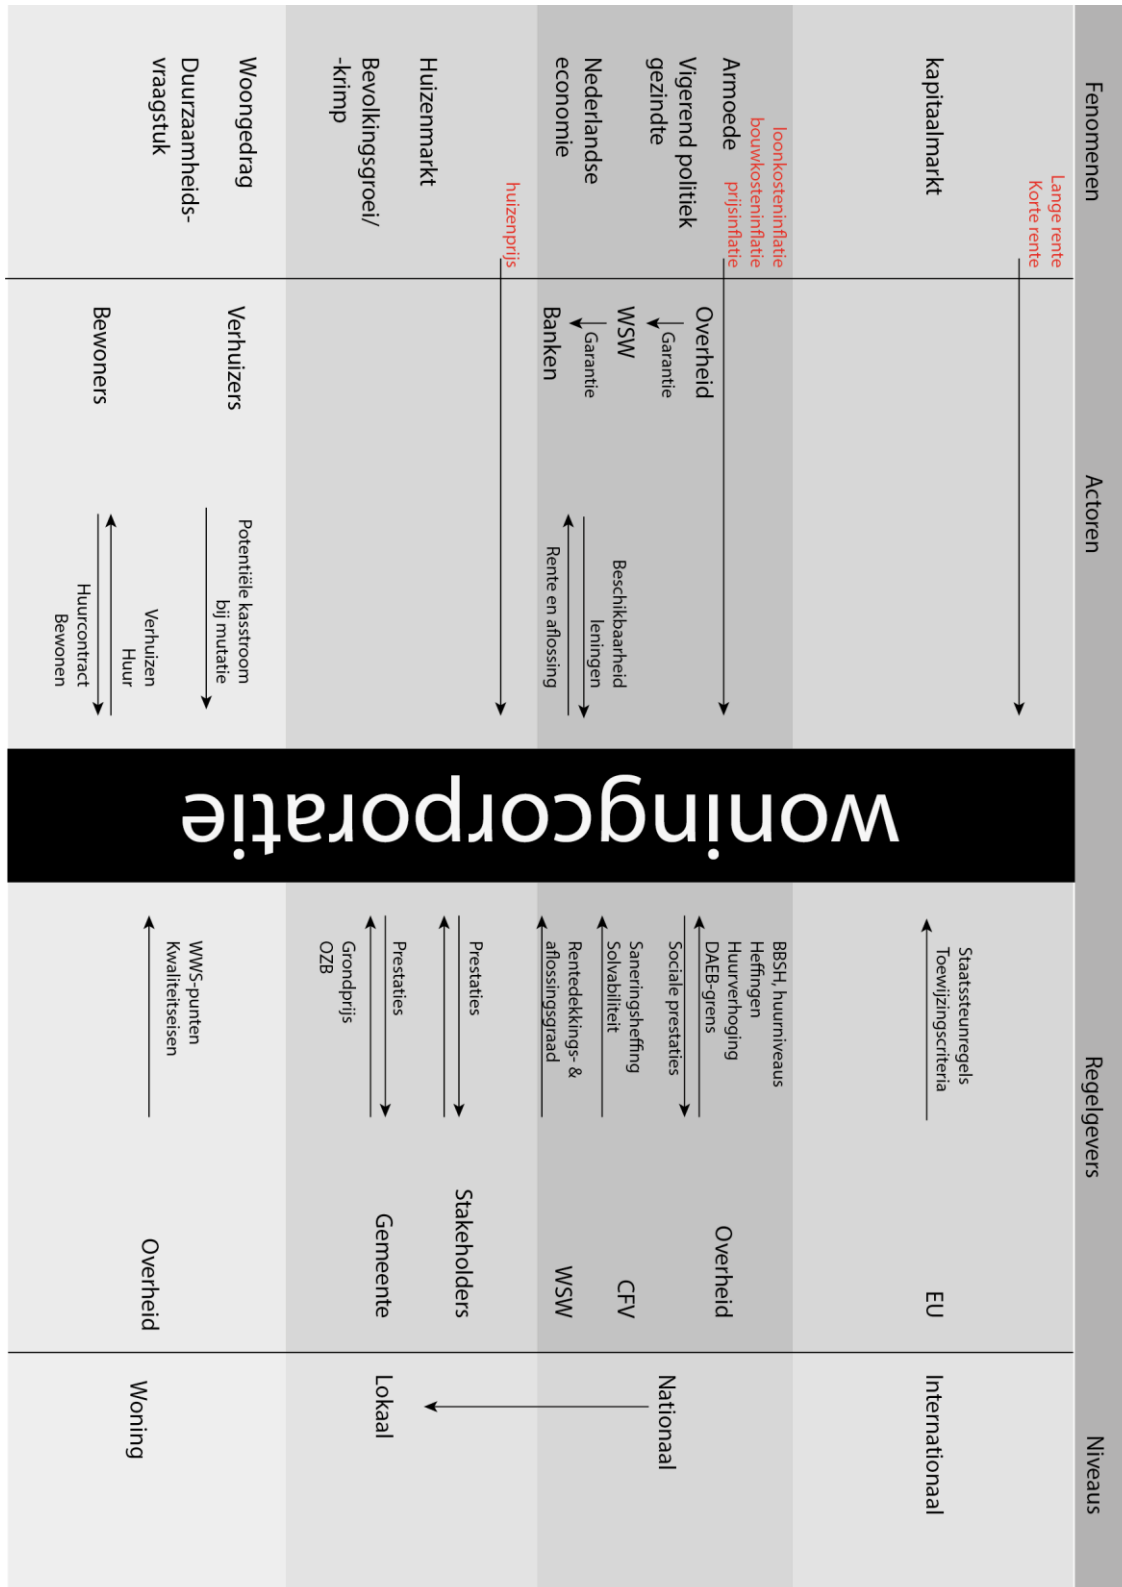 Fenomenen
Actoren
Regelgevers
Niveaus
Lange rente
Korte rente
kapitaalmarkt
Staatssteunregels
Toewijzingscriteria
EU
Internationaal
loonkosteninflatie
bouwkosteninflatie
prijsinflatie
Armoede
Vigerend politiek
gezindte
Nederlandse
economie
Overheid
Garantie
WSW
Garantie
Banken
Beschikbaarheid
leningen
Rente en aflossing
BBSH, huurniveaus
Heffingen
Huurverhoging
DAEB-grens
Sociale prestaties
Saneringsheffing
Solvabiliteit
Rentedekkings- &
aflossingsgraad
Overheid
CFV
WSW
Nationaal
huizenprijs
Huizenmarkt
Bevolkingsgroei/
-krimp
woningcorporatie
Prestaties
Prestaties
Grondprijs
OZB
Stakeholders
Gemeente
Lokaal
Woongedrag
Duurzaamheids-
vraagstuk
Verhuizers
Bewoners
Potentiële kasstroom
bij mutatie
Verhuizen
Huur
Huurcontract
Bewonen
WWS-punten
Kwaliteitseisen
Overheid
Woning